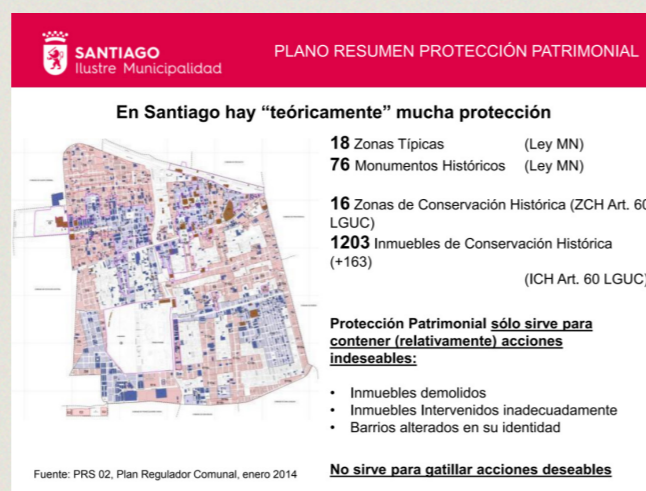 SANTIAGO
Ilustre Municipalidad
PLANO RESUMEN PROTECCIÓN PATRIMONIAL
En Santiago hay “teóricamente” mucha protección
18 Zonas Típicas (Ley MN)
76 Monumentos Históricos (Ley MN)
16 Zonas de Conservación Histórica (ZCH Art. 60
LGUC)
1203 Inmuebles de Conservación Histórica
(+163)
(ICH Art. 60 LGUC)
Protección Patrimonial sólo sirve para
contener (relativamente) acciones
indeseables:
• Inmuebles demolidos
• Inmuebles Intervenidos inadecuadamente
• Barrios alterados en su identidad
Fuente: PRS 02, Plan Regulador Comunal, enero 2014
No sirve para gatillar acciones deseables